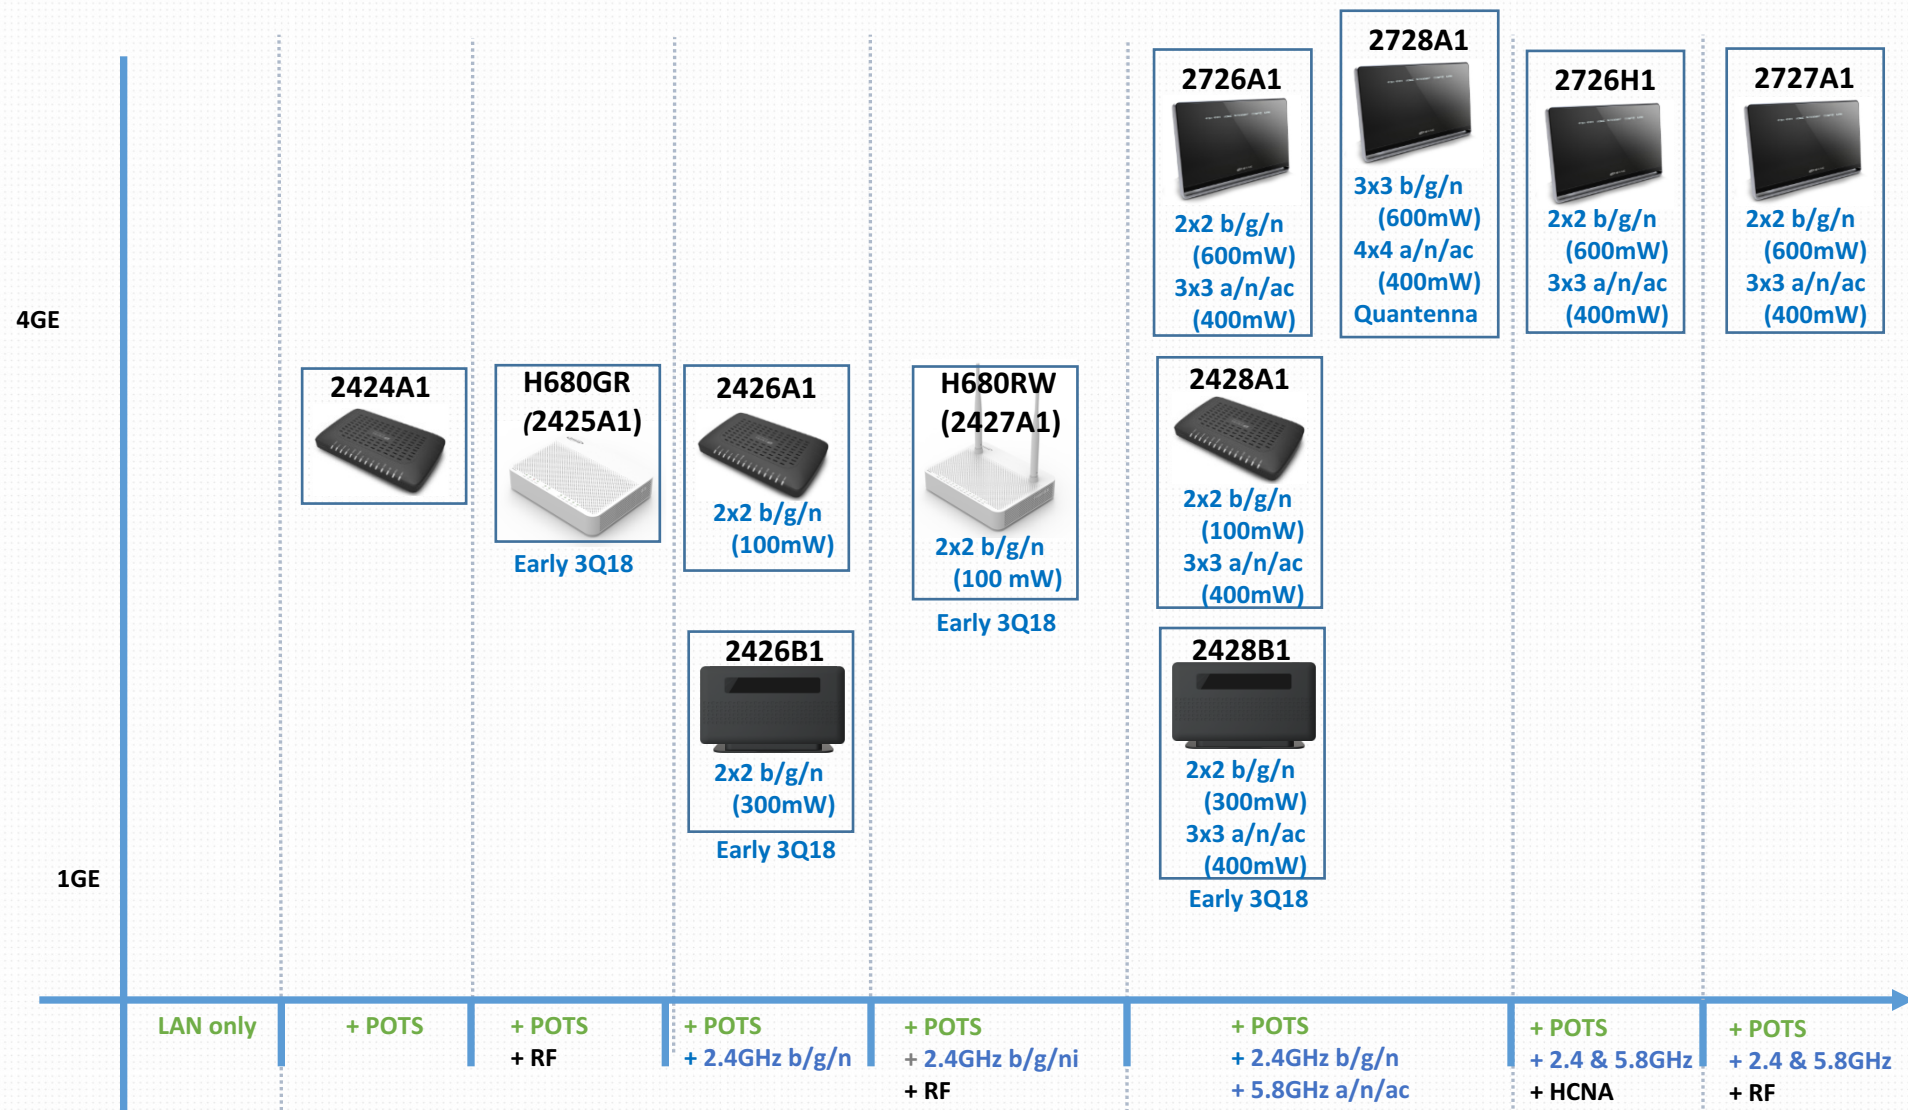 2728A1
3x3 b/g/n
(600mW)
4x4 a/n/ac
(400mW)
Quantenna
2726A1
2x2 b/g/n
(600mW)
3x3 a/n/ac
(400mW)
2726H1
2x2 b/g/n
(600mW)
3x3 a/n/ac
(400mW)
2727A1
2x2 b/g/n
(600mW)
3x3 a/n/ac
(400mW)
4GE
2424A1
H680GR
(2425A1)
Early 3Q18
2426A1
2x2 b/g/n
(100mW)
H680RW
(2427A1)
2x2 b/g/n
(100 mW)
Early 3Q18
2428A1
2x2 b/g/n
(100mW)
3x3 a/n/ac
(400mW)
2426B1
2x2 b/g/n
(300mW)
Early 3Q18
2428B1
2x2 b/g/n
(300mW)
3x3 a/n/ac
(400mW)
Early 3Q18
1GE
LAN only
+ POTS
+ POTS
+ RF
+ POTS
+ 2.4GHz b/g/n
+ POTS
+ 2.4GHz b/g/ni
+ RF
+ POTS
+ 2.4GHz b/g/n
+ 5.8GHz a/n/ac
+ POTS
+ 2.4 & 5.8GHz
+ HCNA
+ POTS
+ 2.4 & 5.8GHz
+ RF